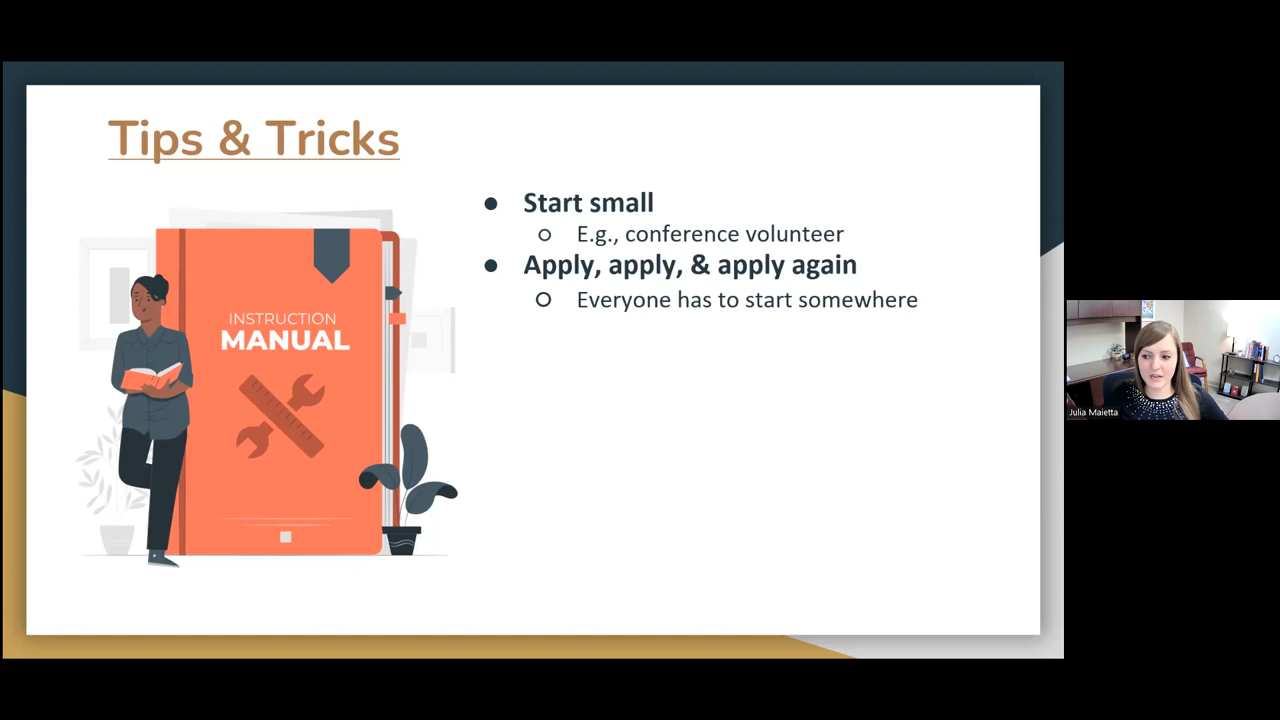 Tips & Tricks
● Start small
○ E.g., conference volunteer
● Apply, apply, & apply again
○ Everyone has to start somewhere
INSTRUCTION
MANUAL
Julia Maietta